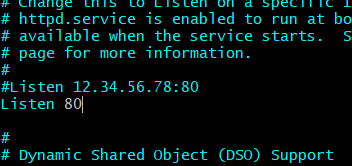 # Change this to Listen on a specific I
# httpd.service is enabled to run at bo
# available when the service starts.  S
# page for more information.
#
#Listen 12.34.56.78:80
Listen 80
#
# Dynamic Shared Object (DSO) Support